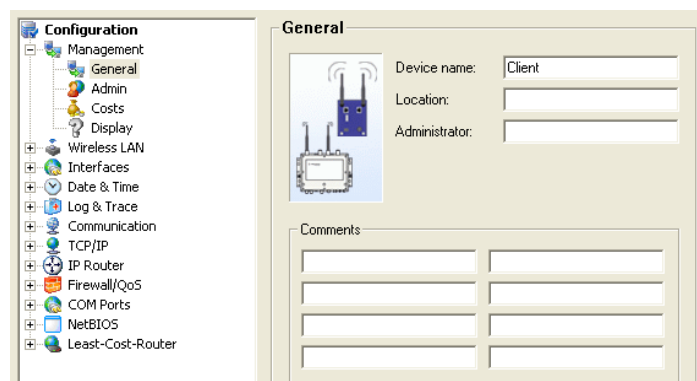 Configuration
Management
General
Admin
Costs
Display
Wireless LAN
Interfaces
Date & Time
Log & Trace
Communication
TCP/IP
IP Router
Firewall/QoS
COM Ports
NetBIOS
Least-Cost-Router
General
Device name: Client
Location:
Administrator:
Comments